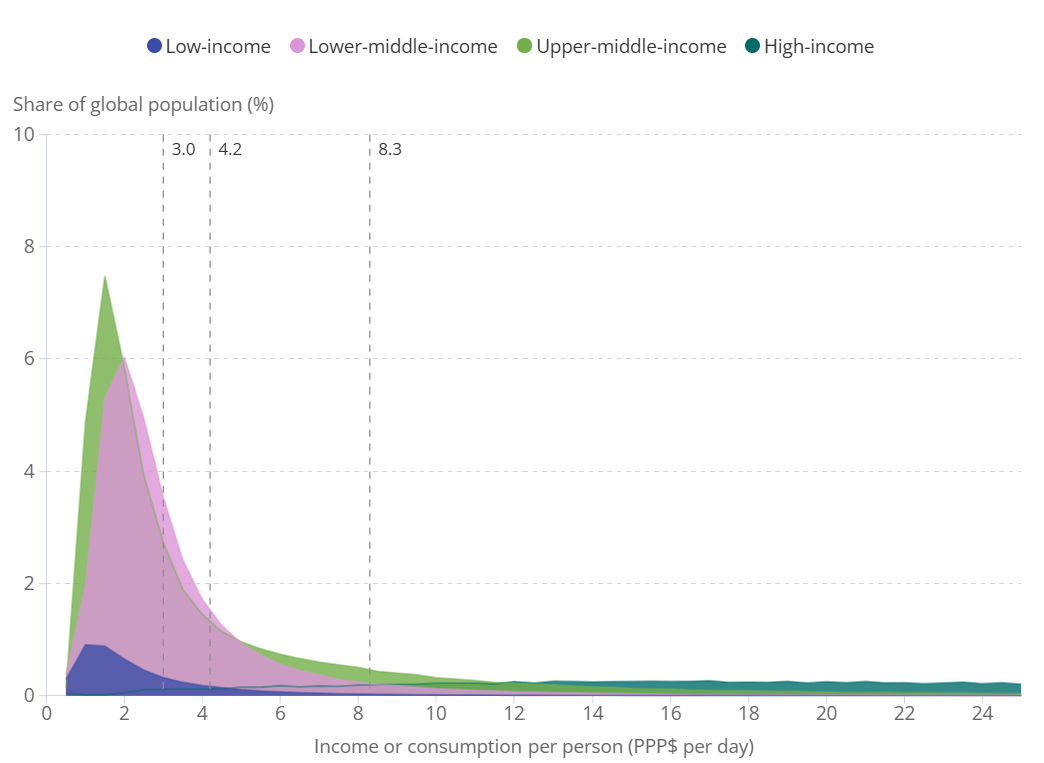 Low-income Lower-middle-income Upper-middle-income High-income
Share of global population (%)
10
3.0 4.2 8.3
8
6
4
2
0
0 2 4 6 8 10 12 14 16 18 20 22 24
Income or consumption per person (PPP$ per day)